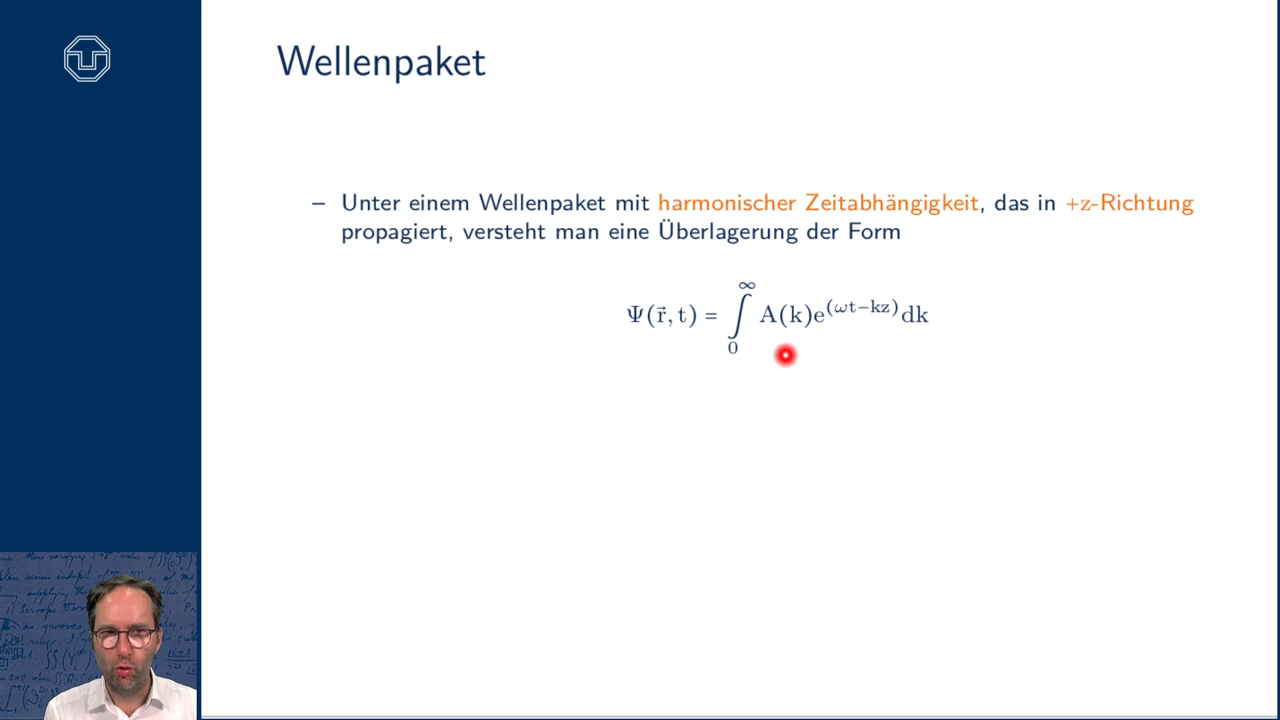 Wellenpaket
– Unter einem Wellenpaket mit harmonischer Zeitabhängigkeit, das in +z-Richtung
propagiert, versteht man eine Überlagerung der Form
Ψ(r⃗, t) = ∫₀^∞ A(k)e^(ωt−kz) dk